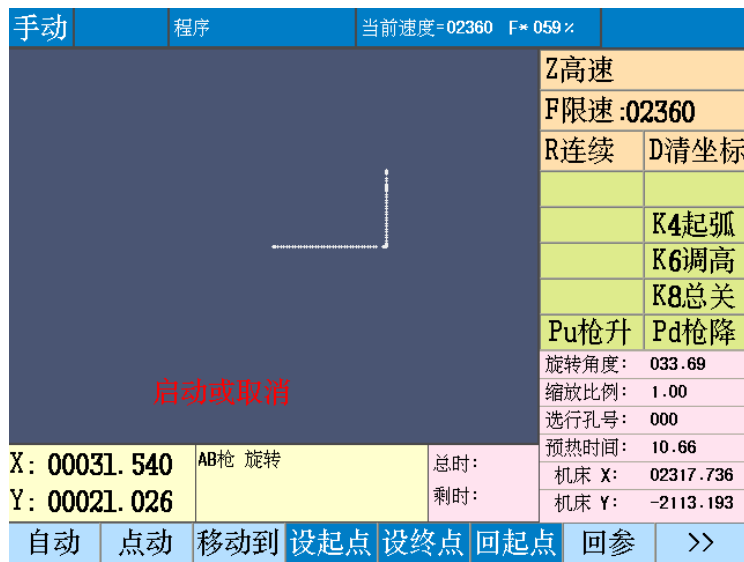 手动 程序 当前速度=02360 F* 059%
Z高速
F限速:02360
R连续 D清坐标
K4起弧
K6调高
K8总关
Pu枪升 Pd枪降
启动或取消
旋转角度: 033.69
缩放比例: 1.00
选行孔号: 000
预热时间: 10.66
机床 X: 02317.736
机床 Y: -2113.193
X: 00031.540 AB枪 旋转 总时:
Y: 00021.026 剩时:
自动 点动 移动到 设起点 设终点 回起点 回参 >>